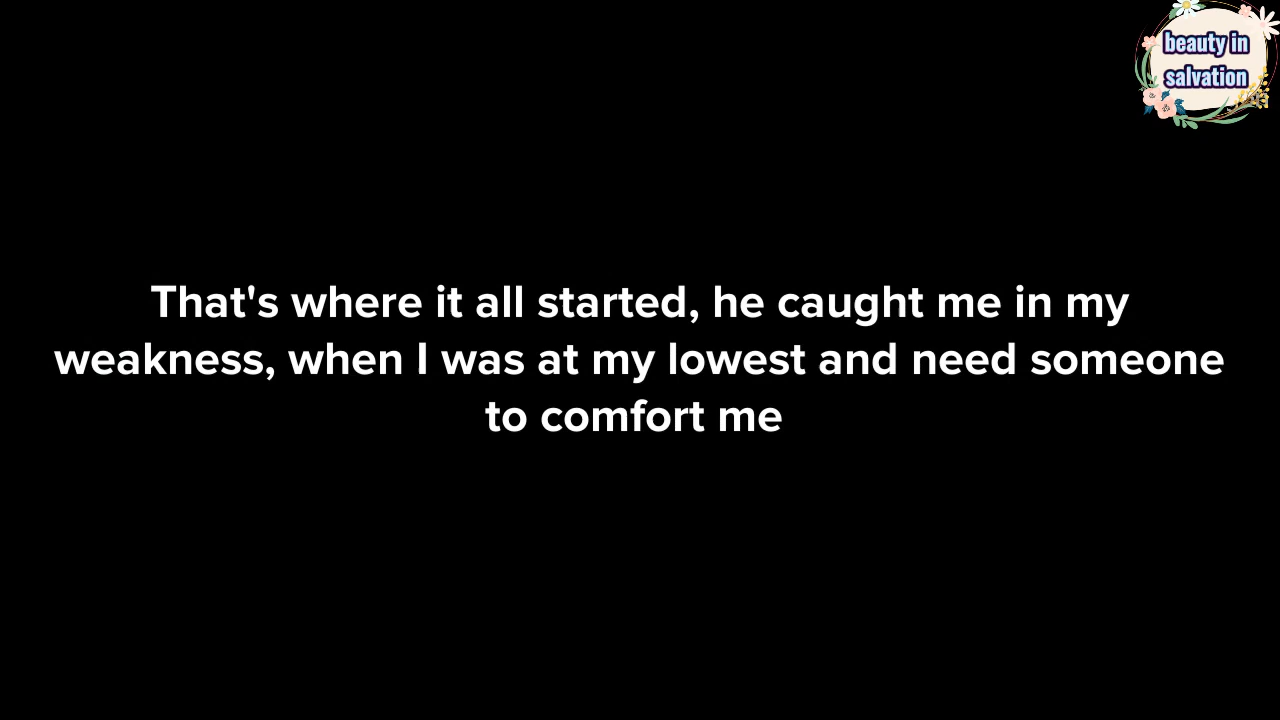 beauty in
salvation
That's where it all started, he caught me in my
weakness, when I was at my lowest and need someone
to comfort me